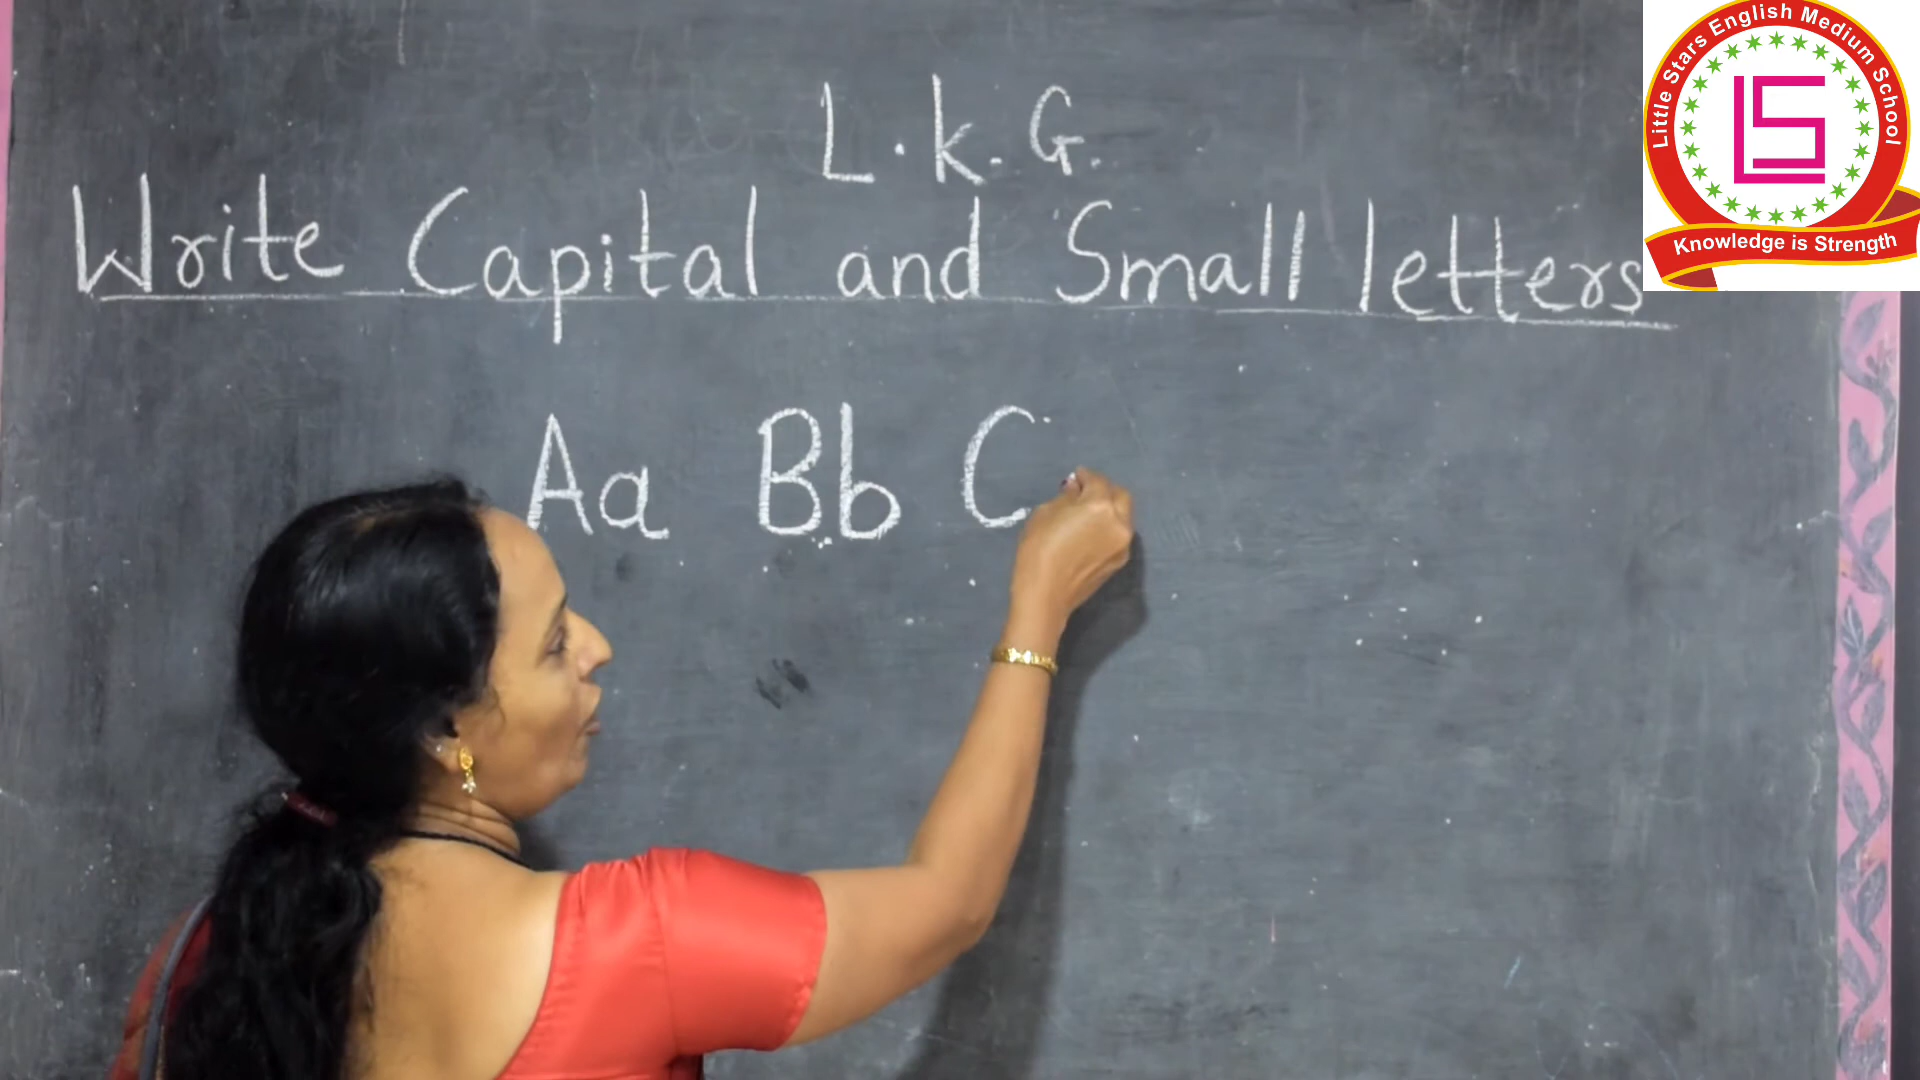 L.k.G.
Write Capital and Small letters
Aa Bb C
Little Stars English Medium School
LS
Knowledge is Strength